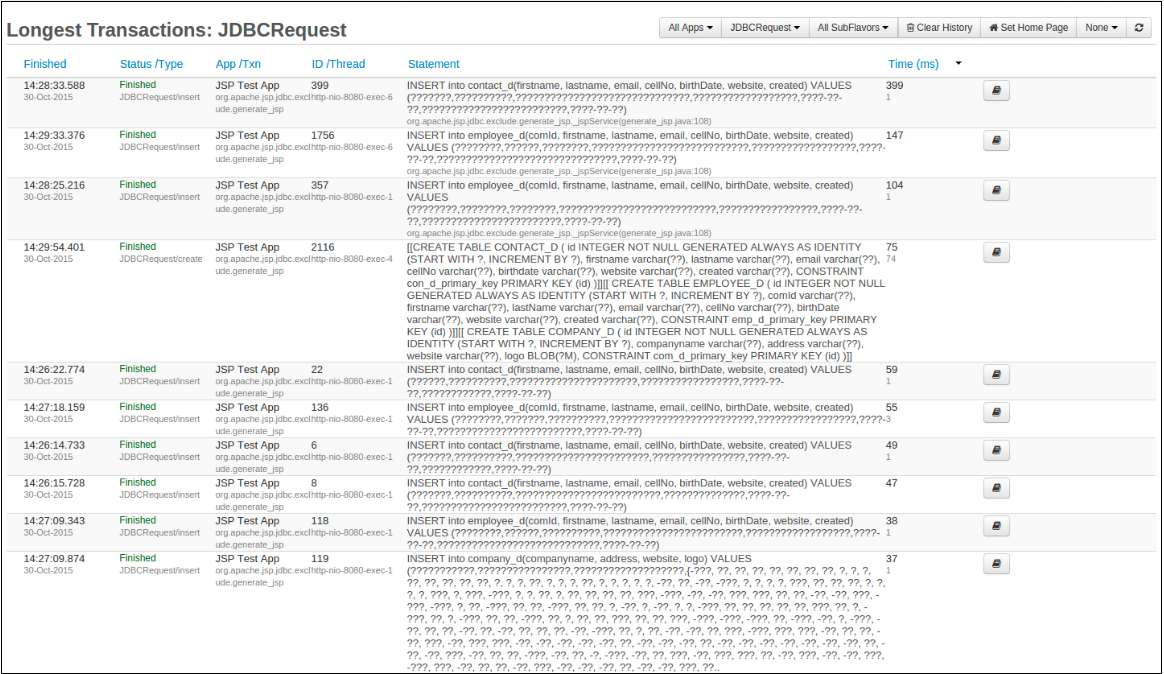 Longest Transactions: JDBCRequest
All Apps JDBCRequest All SubFlavors Clear History Set Home Page None
Finished Status /Type App /Txn ID /Thread Statement Time (ms)
14:28:33.588 Finished JSP Test App 399 INSERT into contact_d(firstname, lastname, email, cellNo, birthDate, website, created) VALUES 399
30-Oct-2015 JDBCRequest/insert org.apache.jsp.jdbc.excl http-nio-8080-exec-6 1
ude.generate_jsp
org.apache.jsp.jdbc.exclude.generate_jsp._jspService(generate_jsp.java:108)
14:29:33.376 Finished JSP Test App 1756 INSERT into employee_d(comId, firstname, lastname, email, cellNo, birthDate, website, created) 147
30-Oct-2015 JDBCRequest/insert org.apache.jsp.jdbc.excl http-nio-8080-exec-6 VALUES 1
ude.generate_jsp
org.apache.jsp.jdbc.exclude.generate_jsp._jspService(generate_jsp.java:108)
14:28:25.216 Finished JSP Test App 357 INSERT into employee_d(comId, firstname, lastname, email, cellNo, birthDate, website, created) 104
30-Oct-2015 JDBCRequest/insert org.apache.jsp.jdbc.excl http-nio-8080-exec-1 VALUES 1
ude.generate_jsp
org.apache.jsp.jdbc.exclude.generate_jsp._jspService(generate_jsp.java:108)
14:29:54.401 Finished JSP Test App 2116 [[CREATE TABLE CONTACT_D ( id INTEGER NOT NULL GENERATED ALWAYS AS IDENTITY 75
30-Oct-2015 JDBCRequest/create org.apache.jsp.jdbc.excl http-nio-8080-exec-4 (START WITH ?, INCREMENT BY ?), firstname varchar(??), lastname varchar(??), email varchar(??), 74
ude.generate_jsp cellNo varchar(??), birthdate varchar(??), website varchar(??), created varchar(??), CONSTRAINT
con_d_primary_key PRIMARY KEY (id) )]][[ CREATE TABLE EMPLOYEE_D ( id INTEGER NOT NULL
GENERATED ALWAYS AS IDENTITY (START WITH ?, INCREMENT BY ?), comId varchar(??),
firstname varchar(??), lastName varchar(??), email varchar(??), cellNo varchar(??), birthDate
varchar(??), website varchar(??), created varchar(??), CONSTRAINT emp_d_primary_key PRIMARY
KEY (id) )]][[ CREATE TABLE COMPANY_D ( id INTEGER NOT NULL GENERATED ALWAYS AS
IDENTITY (START WITH ?, INCREMENT BY ?), companyname varchar(??), address varchar(??),
website varchar(??), logo BLOB(?M), CONSTRAINT com_d_primary_key PRIMARY KEY (id) )]]
14:26:22.774 Finished JSP Test App 22 INSERT into contact_d(firstname, lastname, email, cellNo, birthDate, website, created) VALUES 59
30-Oct-2015 JDBCRequest/insert org.apache.jsp.jdbc.excl http-nio-8080-exec-1 1
ude.generate_jsp
14:27:18.159 Finished JSP Test App 136 INSERT into employee_d(comId, firstname, lastname, email, cellNo, birthDate, website, created) 55
30-Oct-2015 JDBCRequest/insert org.apache.jsp.jdbc.excl http-nio-8080-exec-1 VALUES 3
ude.generate_jsp
14:26:14.733 Finished JSP Test App 6 INSERT into contact_d(firstname, lastname, email, cellNo, birthDate, website, created) VALUES 49
30-Oct-2015 JDBCRequest/insert org.apache.jsp.jdbc.excl http-nio-8080-exec-1 1
ude.generate_jsp
14:26:15.728 Finished JSP Test App 8 INSERT into contact_d(firstname, lastname, email, cellNo, birthDate, website, created) VALUES 47
30-Oct-2015 JDBCRequest/insert org.apache.jsp.jdbc.excl http-nio-8080-exec-1
ude.generate_jsp
14:27:09.343 Finished JSP Test App 118 INSERT into employee_d(comId, firstname, lastname, email, cellNo, birthDate, website, created) 38
30-Oct-2015 JDBCRequest/insert org.apache.jsp.jdbc.excl http-nio-8080-exec-1 VALUES 1
ude.generate_jsp
14:27:09.874 Finished JSP Test App 119 INSERT into company_d(companyname, address, website, logo) VALUES 37
30-Oct-2015 JDBCRequest/insert org.apache.jsp.jdbc.excl http-nio-8080-exec-1 1
ude.generate_jsp